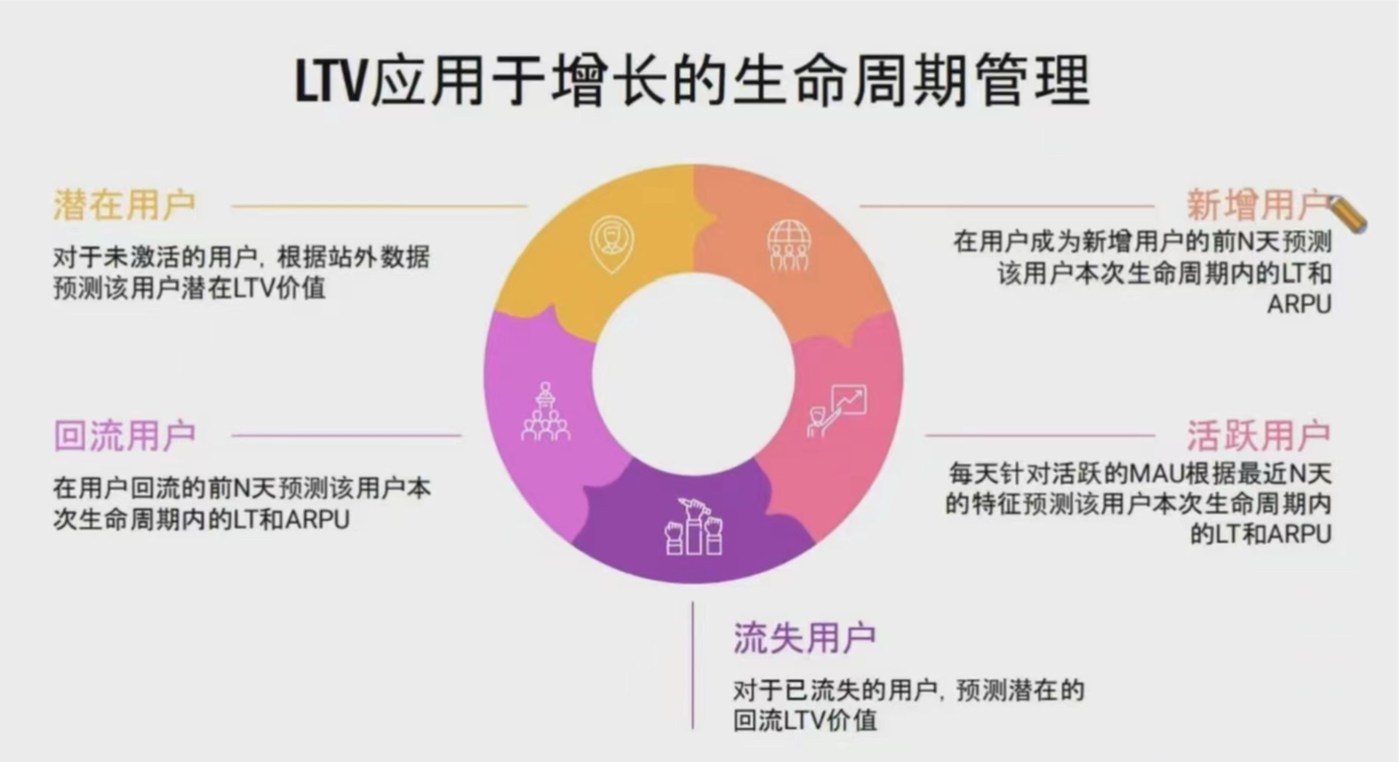 LTV应用于增长的生命周期管理
潜在用户
对于未激活的用户, 根据站外数据
预测该用户潜在LTV价值
新增用户
在用户成为新增用户的前N天预测
该用户本次生命周期内的LT和
ARPU
回流用户
在用户回流的前N天预测该用户本
次生命周期内的LT和ARPU
活跃用户
每天针对活跃的MAU根据最近N天
的特征预测该用户本次生命周期内
的LT和ARPU
流失用户
对于已流失的用户, 预测潜在的
回流LTV价值